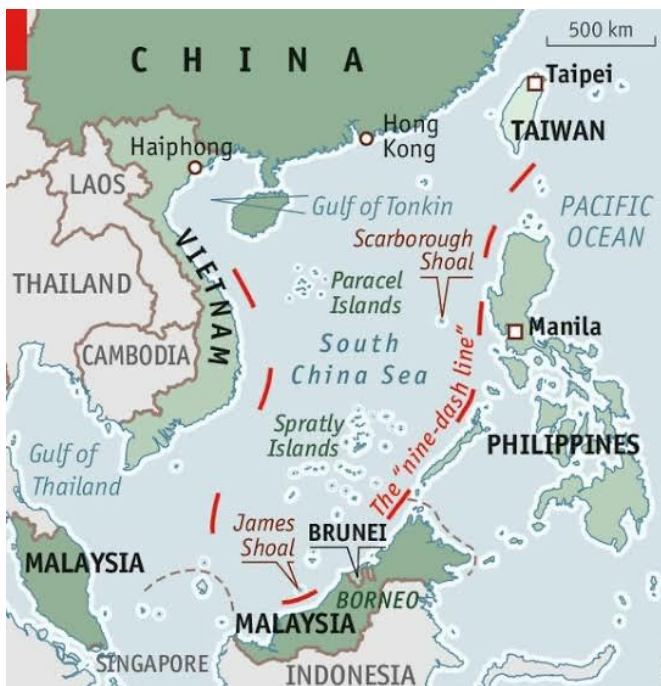 500 km
CHINA
Taipei
TAIWAN
Hong
Kong
Haiphong
LAOS
Gulf of Tonkin
PACIFIC
OCEAN
Scarborough
Shoal
VIETNAM
THAILAND
Paracel
Islands
Manila
CAMBODIA
South
China Sea
The "nine-dash line"
Spratly
Islands
PHILIPPINES
Gulf of
Thailand
James
Shoal
BRUNEI
MALAYSIA
BORNEO
MALAYSIA
SINGAPORE
INDONESIA